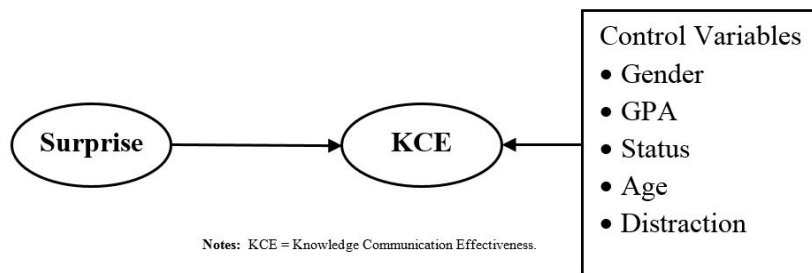 Surprise
KCE
Control Variables
• Gender
• GPA
• Status
• Age
• Distraction
Notes: KCE = Knowledge Communication Effectiveness.